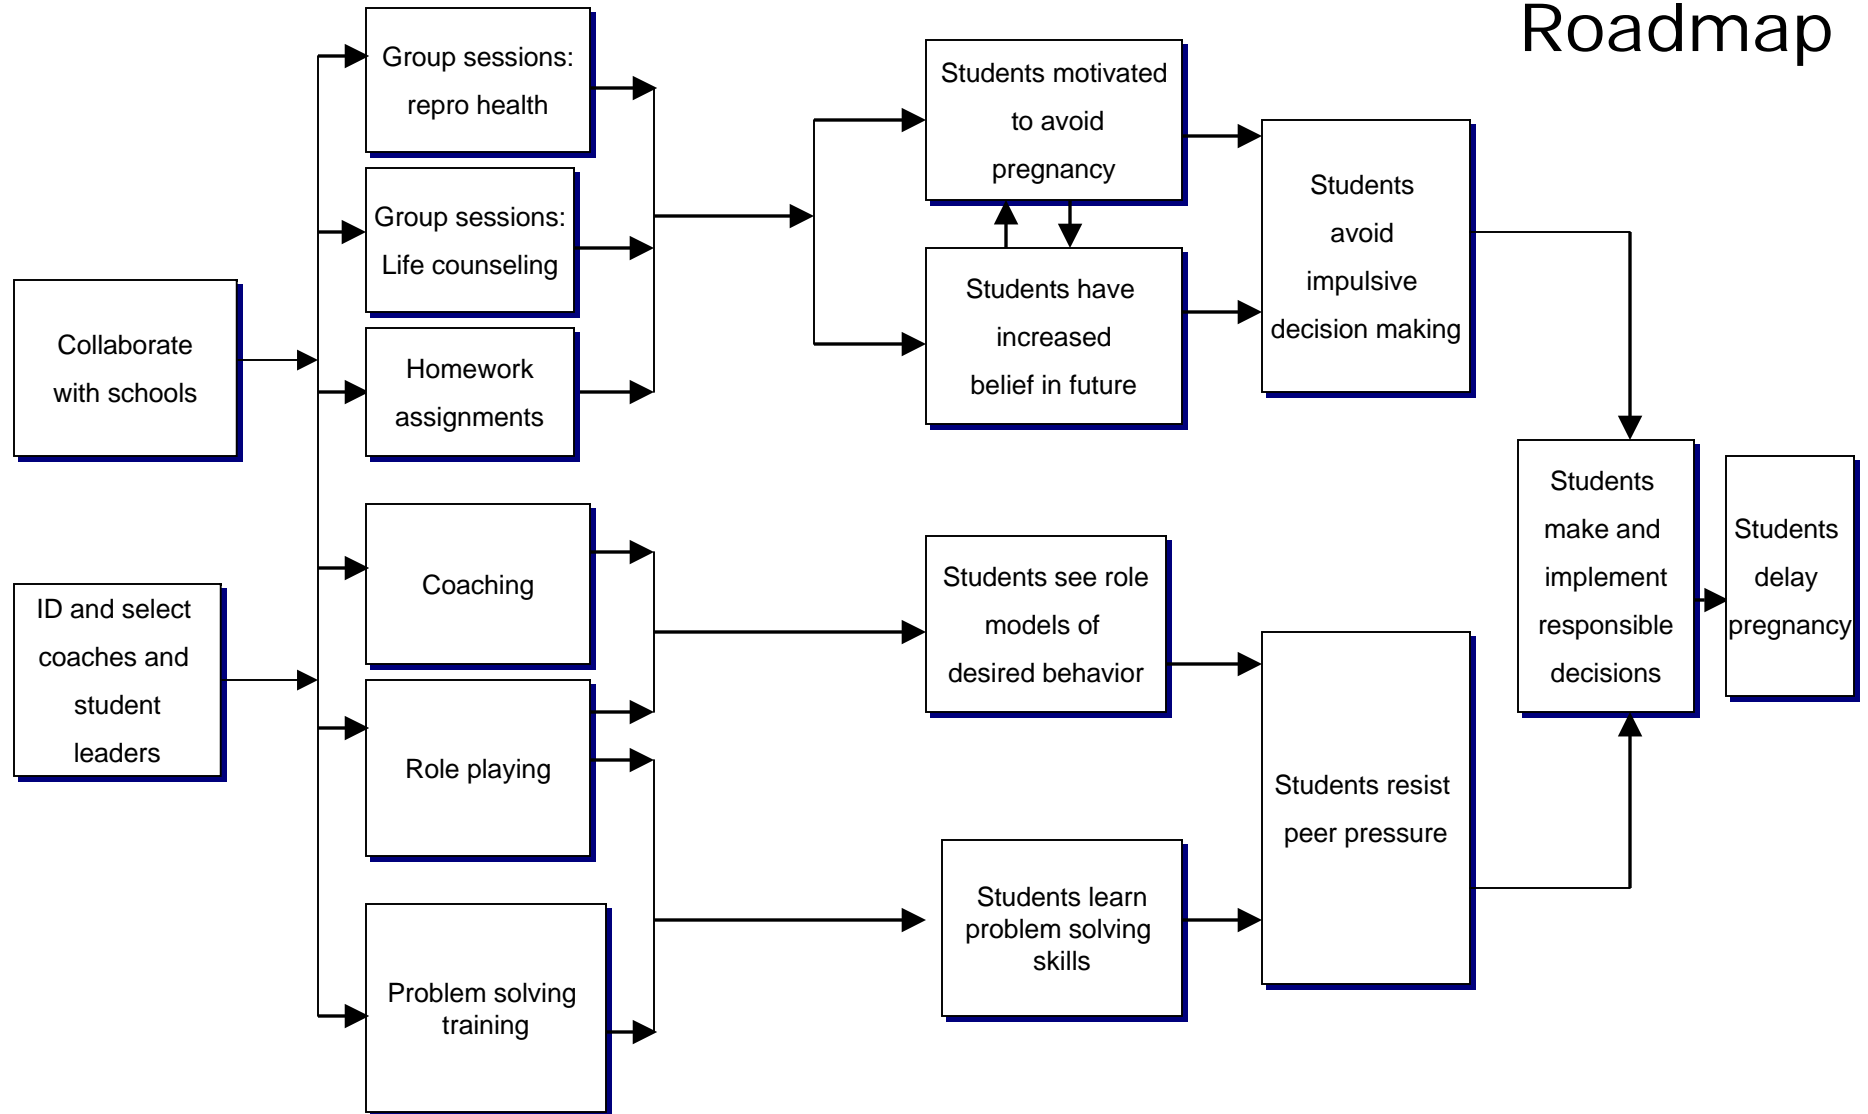 Roadmap
Group sessions:
repro health
Group sessions:
Life counseling
Homework
assignments
Collaborate
with schools
ID and select
coaches and
student
leaders
Coaching
Role playing
Problem solving
training
Students motivated
to avoid
pregnancy
Students have
increased
belief in future
Students see role
models of
desired behavior
Students learn
problem solving
skills
Students
avoid
impulsive
decision making
Students resist
peer pressure
Students
make and
implement
responsible
decisions
Students
delay
pregnancy